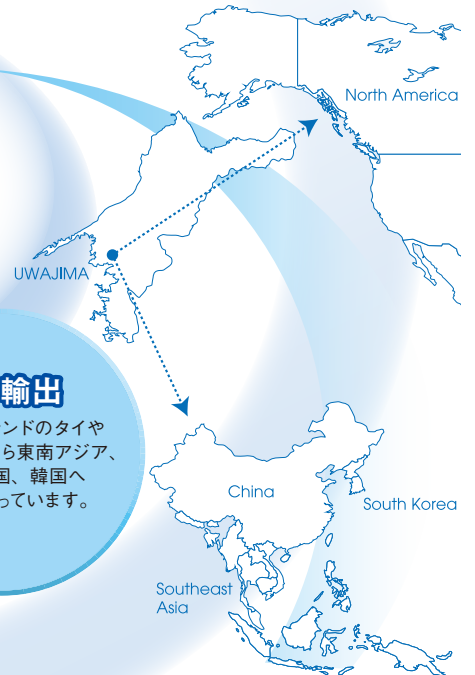 North America
UWAJIMA
輸出
ンドのタイや
ら東南アジア、
国、韓国へ
っています。
China
South Korea
Southeast
Asia